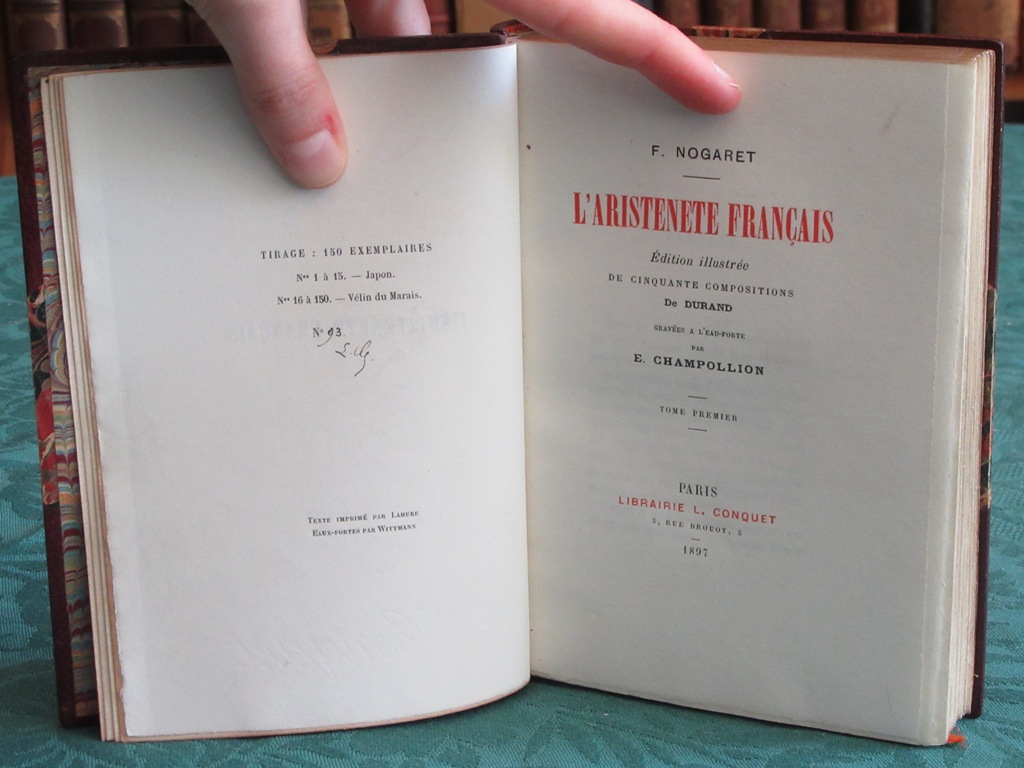 TIRAGE : 150 EXEMPLAIRES
Nos 1 à 15. — Japon.
Nos 16 à 150. — Vélin du Marais.
No 93.
TEXTE IMPRIMÉ PAR LAHURE
EAUX-FORTES PAR WITTMANN
F. NOGARET
L'ARISTENETE FRANÇAIS
Édition illustrée
DE CINQUANTE COMPOSITIONS
De DURAND
GRAVÉES A L'EAU-FORTE
PAR
E. CHAMPOLLION
TOME PREMIER
PARIS
LIBRAIRIE L. CONQUET
5, RUE DROUOT, 5
1897